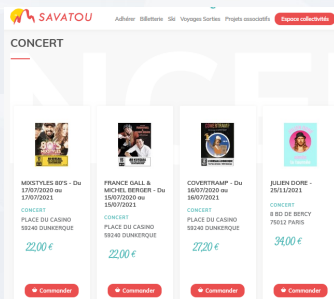 SAVATOU
Adhérer Billetterie Ski Voyages Sorties Projets associatifs Espace collectivités
CONCERT
MIXSTYLES 80'S - Du
17/07/2020 au
17/07/2021
CONCERT
PLACE DU CASINO
59240 DUNKERQUE
22,00 €
Commander
FRANCE GALL &
MICHEL BERGER - Du
15/07/2020 au
15/07/2021
CONCERT
PLACE DU CASINO
59240 DUNKERQUE
22,00 €
Commander
COVERTRAMP - Du
16/07/2020 au
16/07/2021
CONCERT
PLACE DU CASINO
59240 DUNKERQUE
27,20 €
Commander
JULIEN DORE -
25/11/2021
CONCERT
8 BD DE BERCY
75012 PARIS
34,00 €
Commander